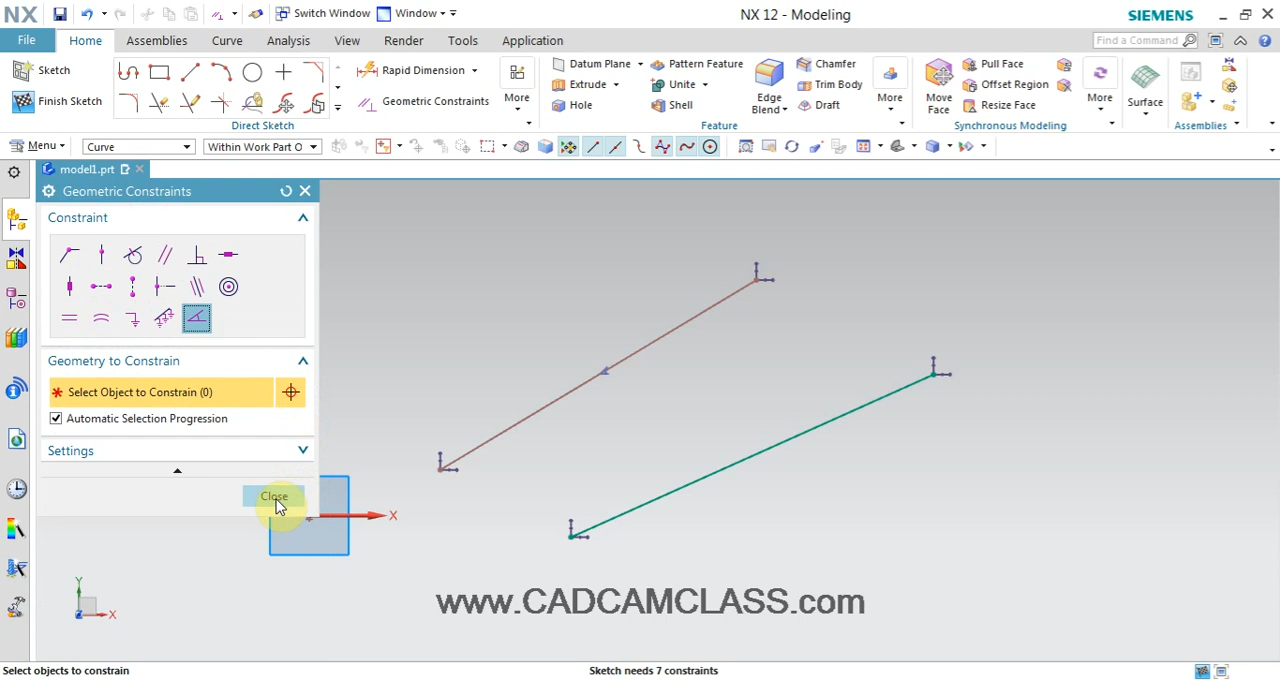 NX
Switch Window
Window
NX 12 - Modeling
SIEMENS
File
Home
Assemblies
Curve
Analysis
View
Render
Tools
Application
Find a Command
Sketch
Finish Sketch
Rapid Dimension
Geometric Constraints
More
Direct Sketch
Datum Plane
Extrude
Hole
Pattern Feature
Unite
Shell
Edge
Blend
Chamfer
Trim Body
Draft
More
Feature
Move
Face
Pull Face
Offset Region
Resize Face
More
Synchronous Modeling
Surface
Assemblies
Menu
Curve
Within Work Part O
model1.prt
Geometric Constraints
Constraint
Geometry to Constrain
* Select Object to Constrain (0)
Automatic Selection Progression
Settings
Close
X
Y
X
Z
www.CADCAMCLASS.com
Select objects to constrain
Sketch needs 7 constraints